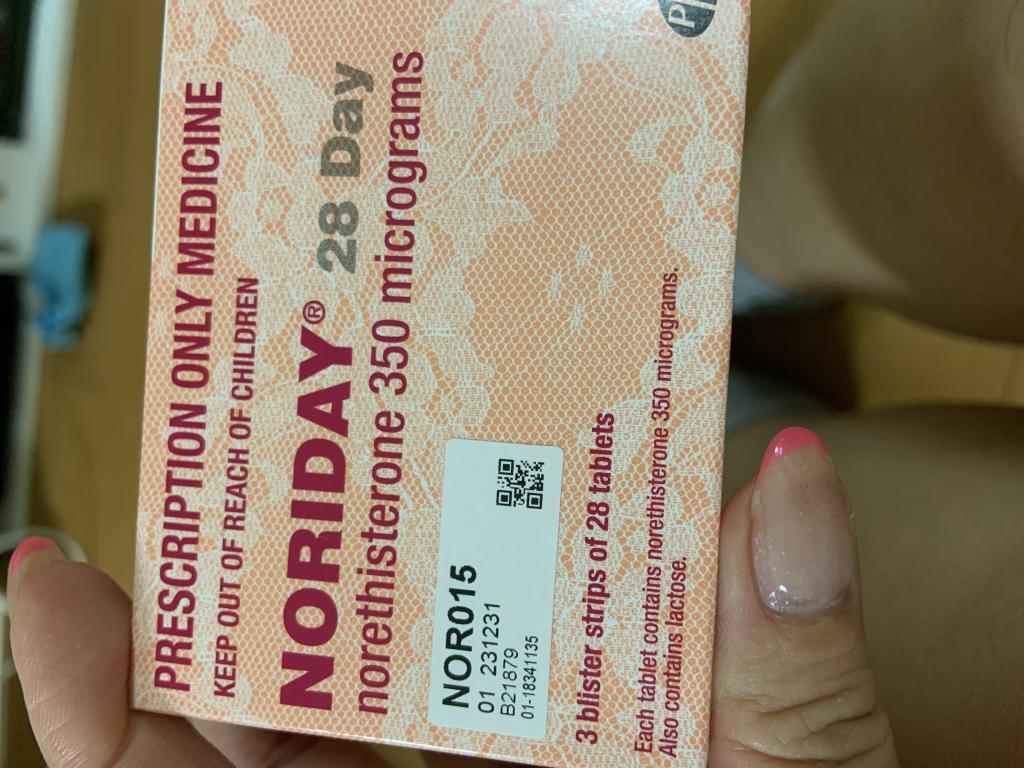 PRESCRIPTION ONLY MEDICINE
KEEP OUT OF REACH OF CHILDREN
NORIDAY® 28 Day
norethisterone 350 micrograms
NOR015
01 231231
B21879
01-18341135
3 blister strips of 28 tablets
Each tablet contains norethisterone 350 micrograms.
Also contains lactose.